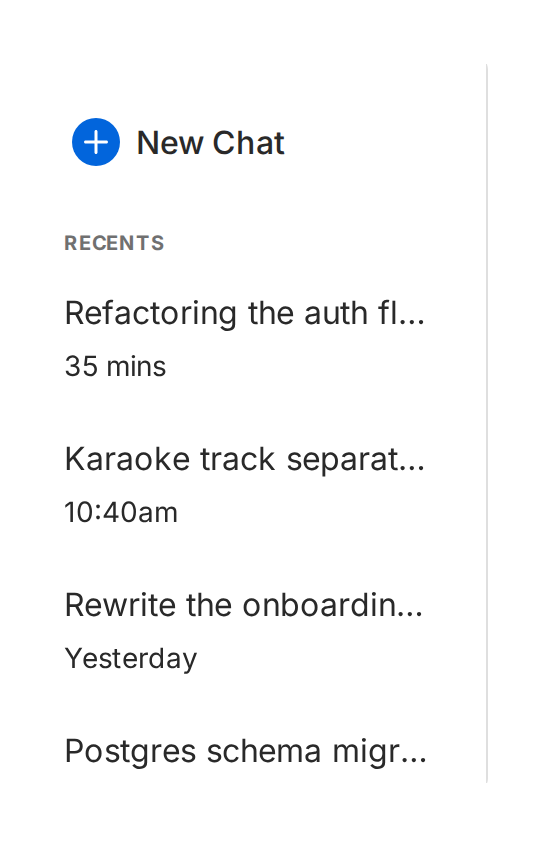 New Chat
RECENTS
Refactoring the auth fl...
35 mins
Karaoke track separat...
10:40am
Rewrite the onboardin...
Yesterday
Postgres schema migr...